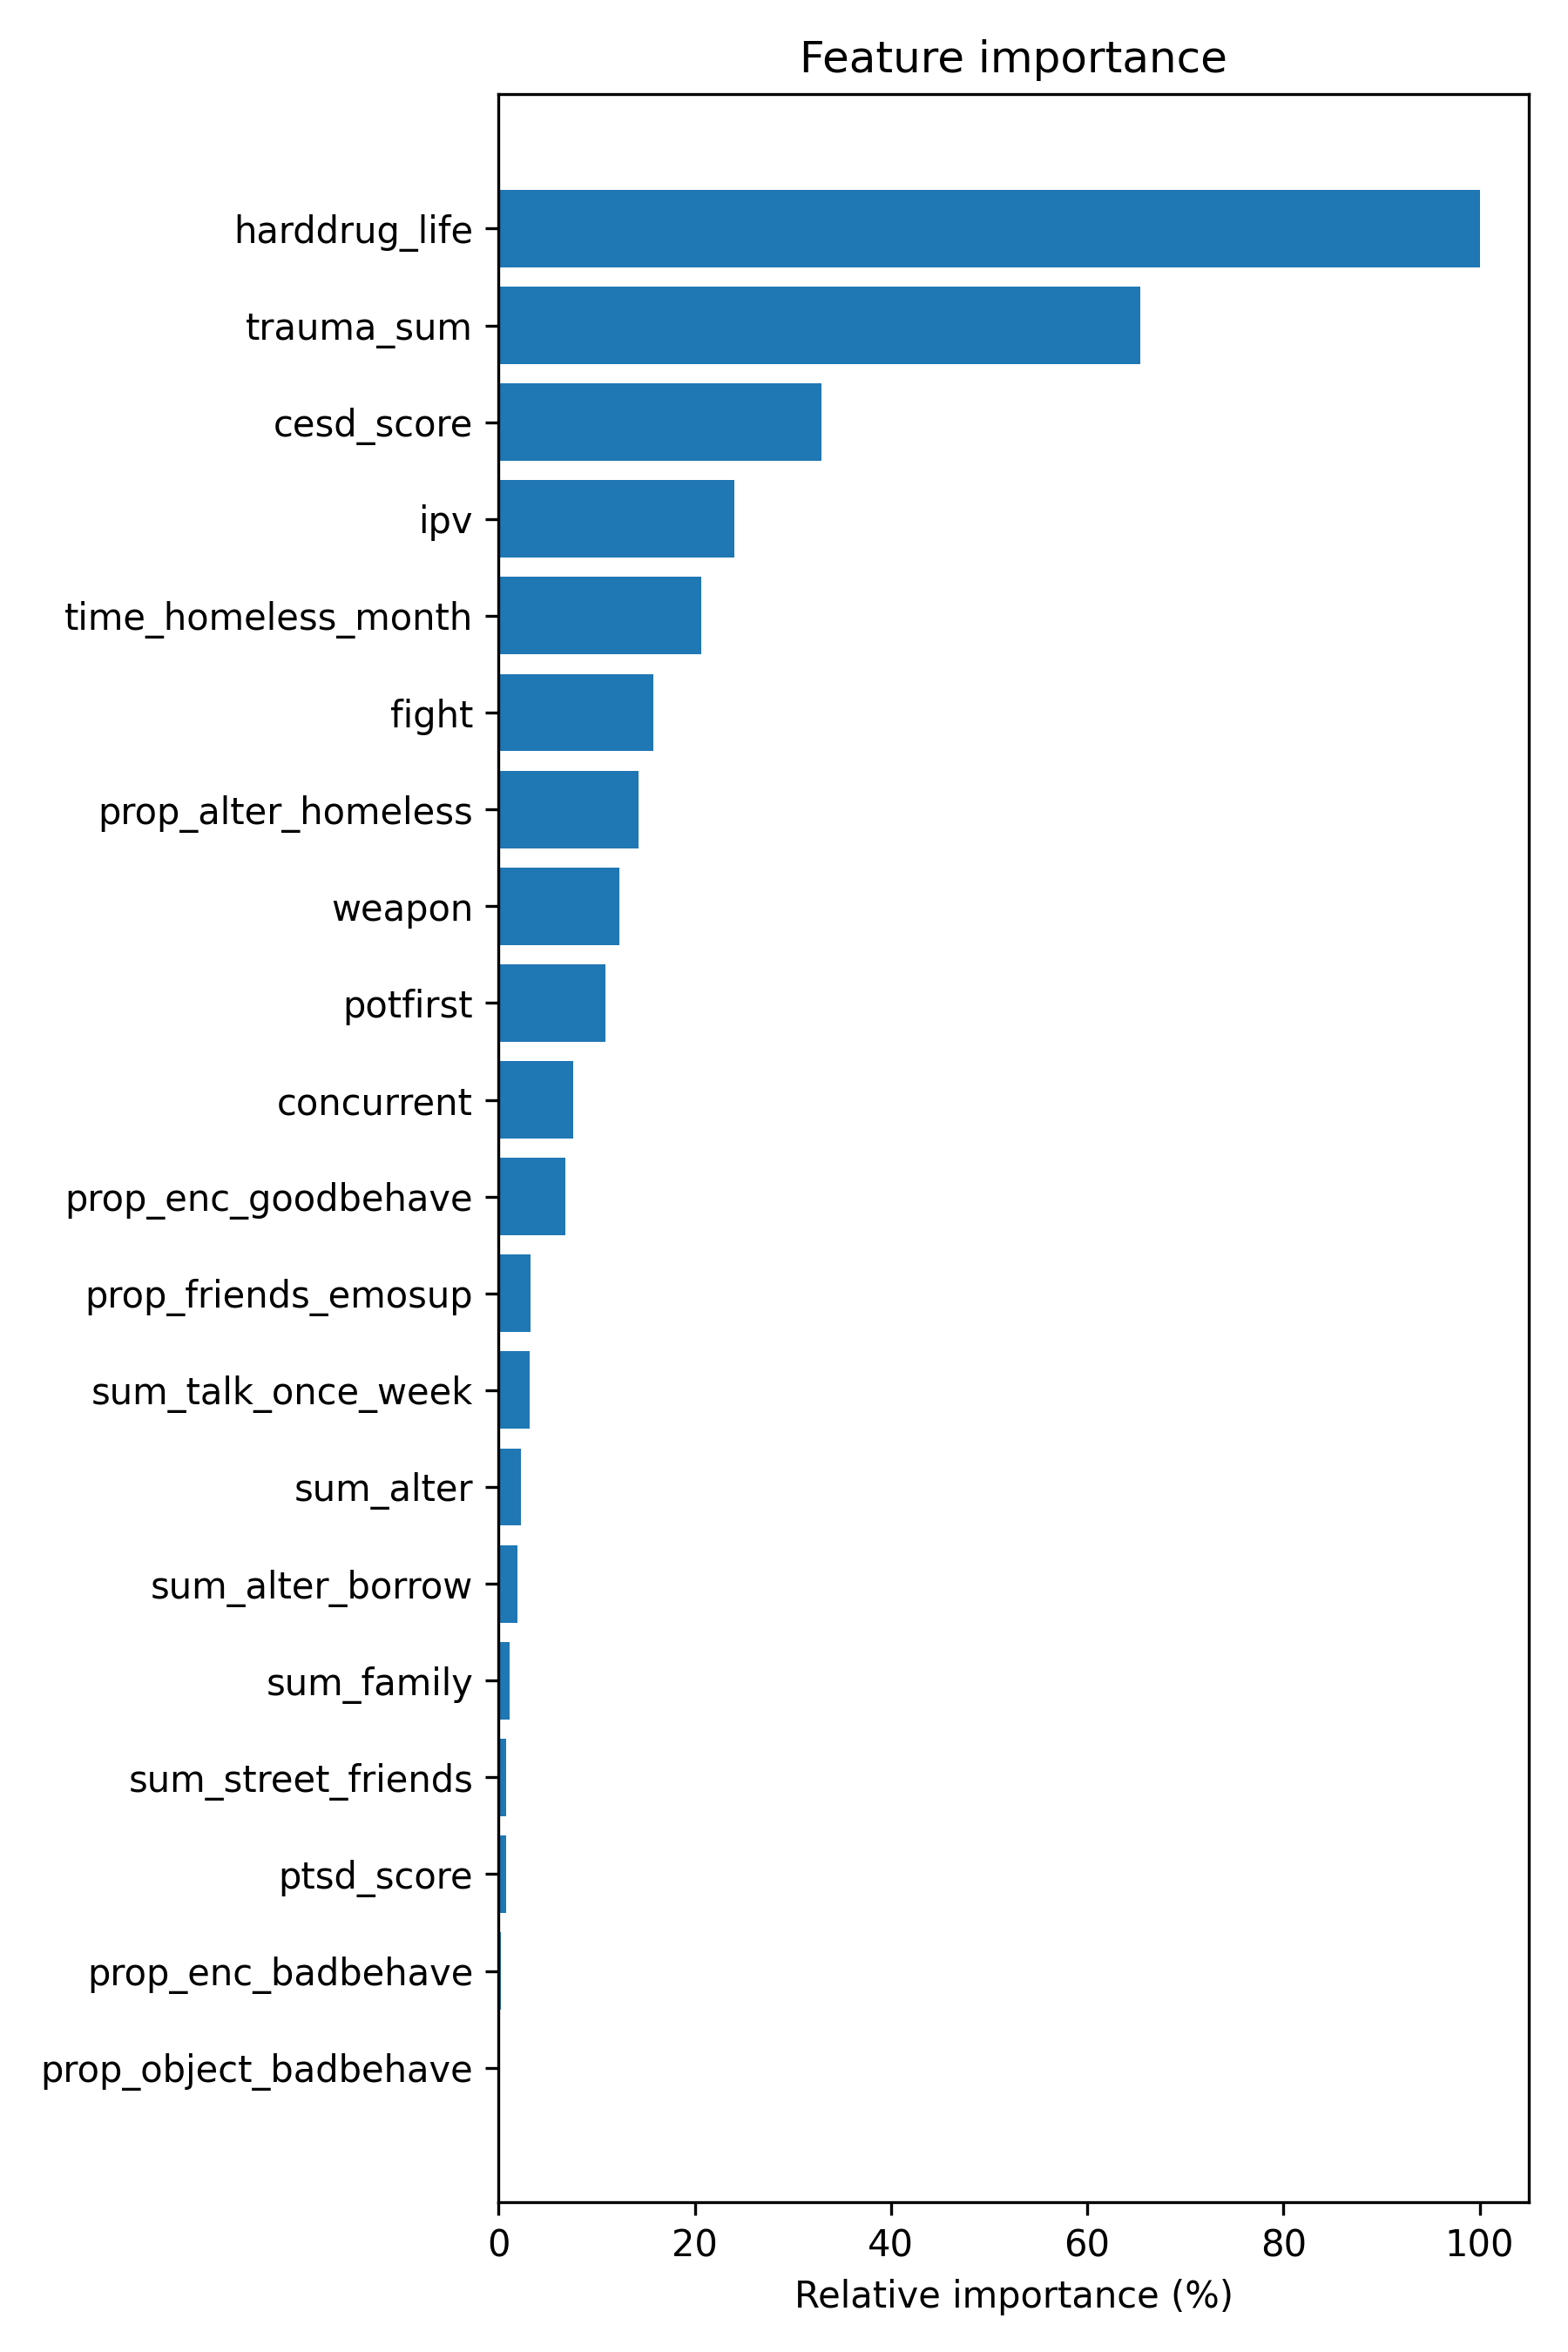 Feature importance
harddrug_life
trauma_sum
cesd_score
ipv
time_homeless_month
fight
prop_alter_homeless
weapon
potfirst
concurrent
prop_enc_goodbehave
prop_friends_emosup
sum_talk_once_week
sum_alter
sum_alter_borrow
sum_family
sum_street_friends
ptsd_score
prop_enc_badbehave
prop_object_badbehave
0 20 40 60 80 100
Relative importance (%)